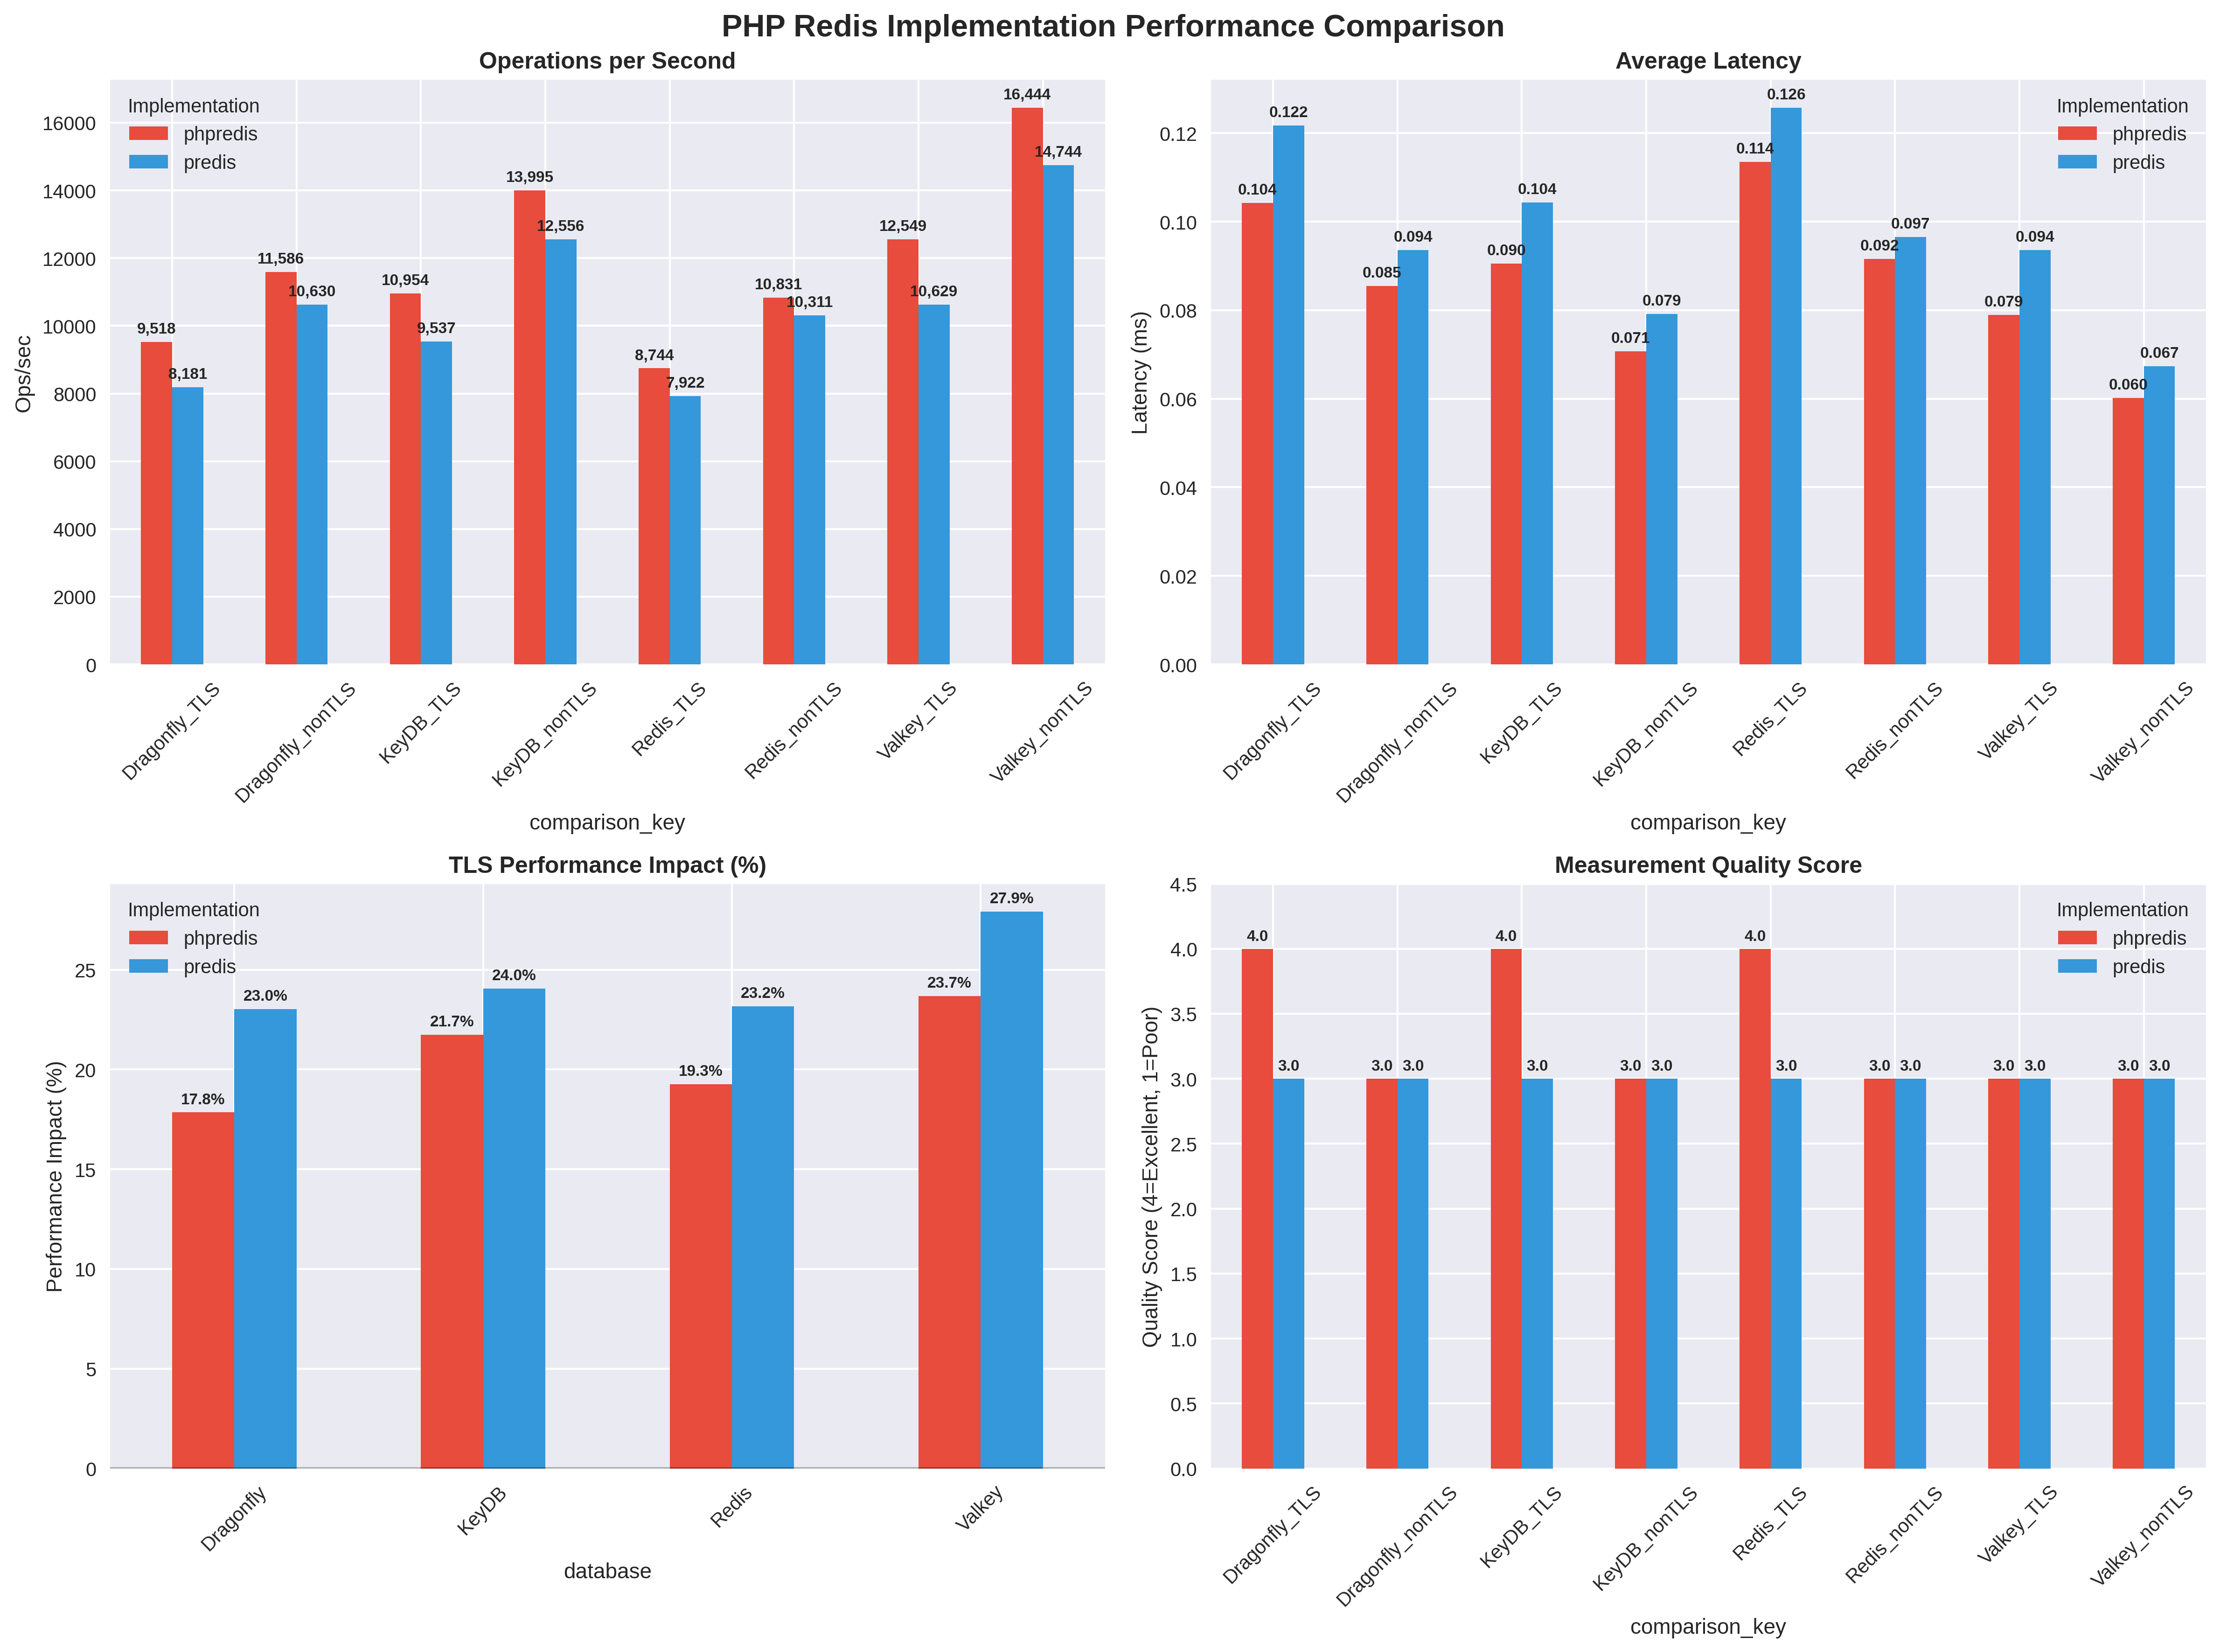 PHP Redis Implementation Performance Comparison
Operations per Second
Implementation
phpredis
predis
Ops/sec
16000
14000
12000
10000
8000
6000
4000
2000
0
9,518
8,181
11,586
10,630
10,954
9,537
13,995
12,556
8,744
7,922
10,831
10,311
12,549
10,629
16,444
14,744
Dragonfly_TLS
Dragonfly_nonTLS
KeyDB_TLS
KeyDB_nonTLS
Redis_TLS
Redis_nonTLS
Valkey_TLS
Valkey_nonTLS
comparison_key
Average Latency
Implementation
phpredis
predis
Latency (ms)
0.12
0.10
0.08
0.06
0.04
0.02
0.00
0.104
0.122
0.085
0.094
0.090
0.104
0.071
0.079
0.114
0.126
0.092
0.097
0.079
0.094
0.060
0.067
Dragonfly_TLS
Dragonfly_nonTLS
KeyDB_TLS
KeyDB_nonTLS
Redis_TLS
Redis_nonTLS
Valkey_TLS
Valkey_nonTLS
comparison_key
TLS Performance Impact (%)
Implementation
phpredis
predis
Performance Impact (%)
25
20
15
10
5
0
17.8%
23.0%
21.7%
24.0%
19.3%
23.2%
23.7%
27.9%
Dragonfly
KeyDB
Redis
Valkey
database
Measurement Quality Score
Implementation
phpredis
predis
Quality Score (4=Excellent, 1=Poor)
4.5
4.0
3.5
3.0
2.5
2.0
1.5
1.0
0.5
0.0
4.0
3.0
3.0
3.0
4.0
3.0
3.0
3.0
4.0
3.0
3.0
3.0
3.0
3.0
3.0
3.0
Dragonfly_TLS
Dragonfly_nonTLS
KeyDB_TLS
KeyDB_nonTLS
Redis_TLS
Redis_nonTLS
Valkey_TLS
Valkey_nonTLS
comparison_key